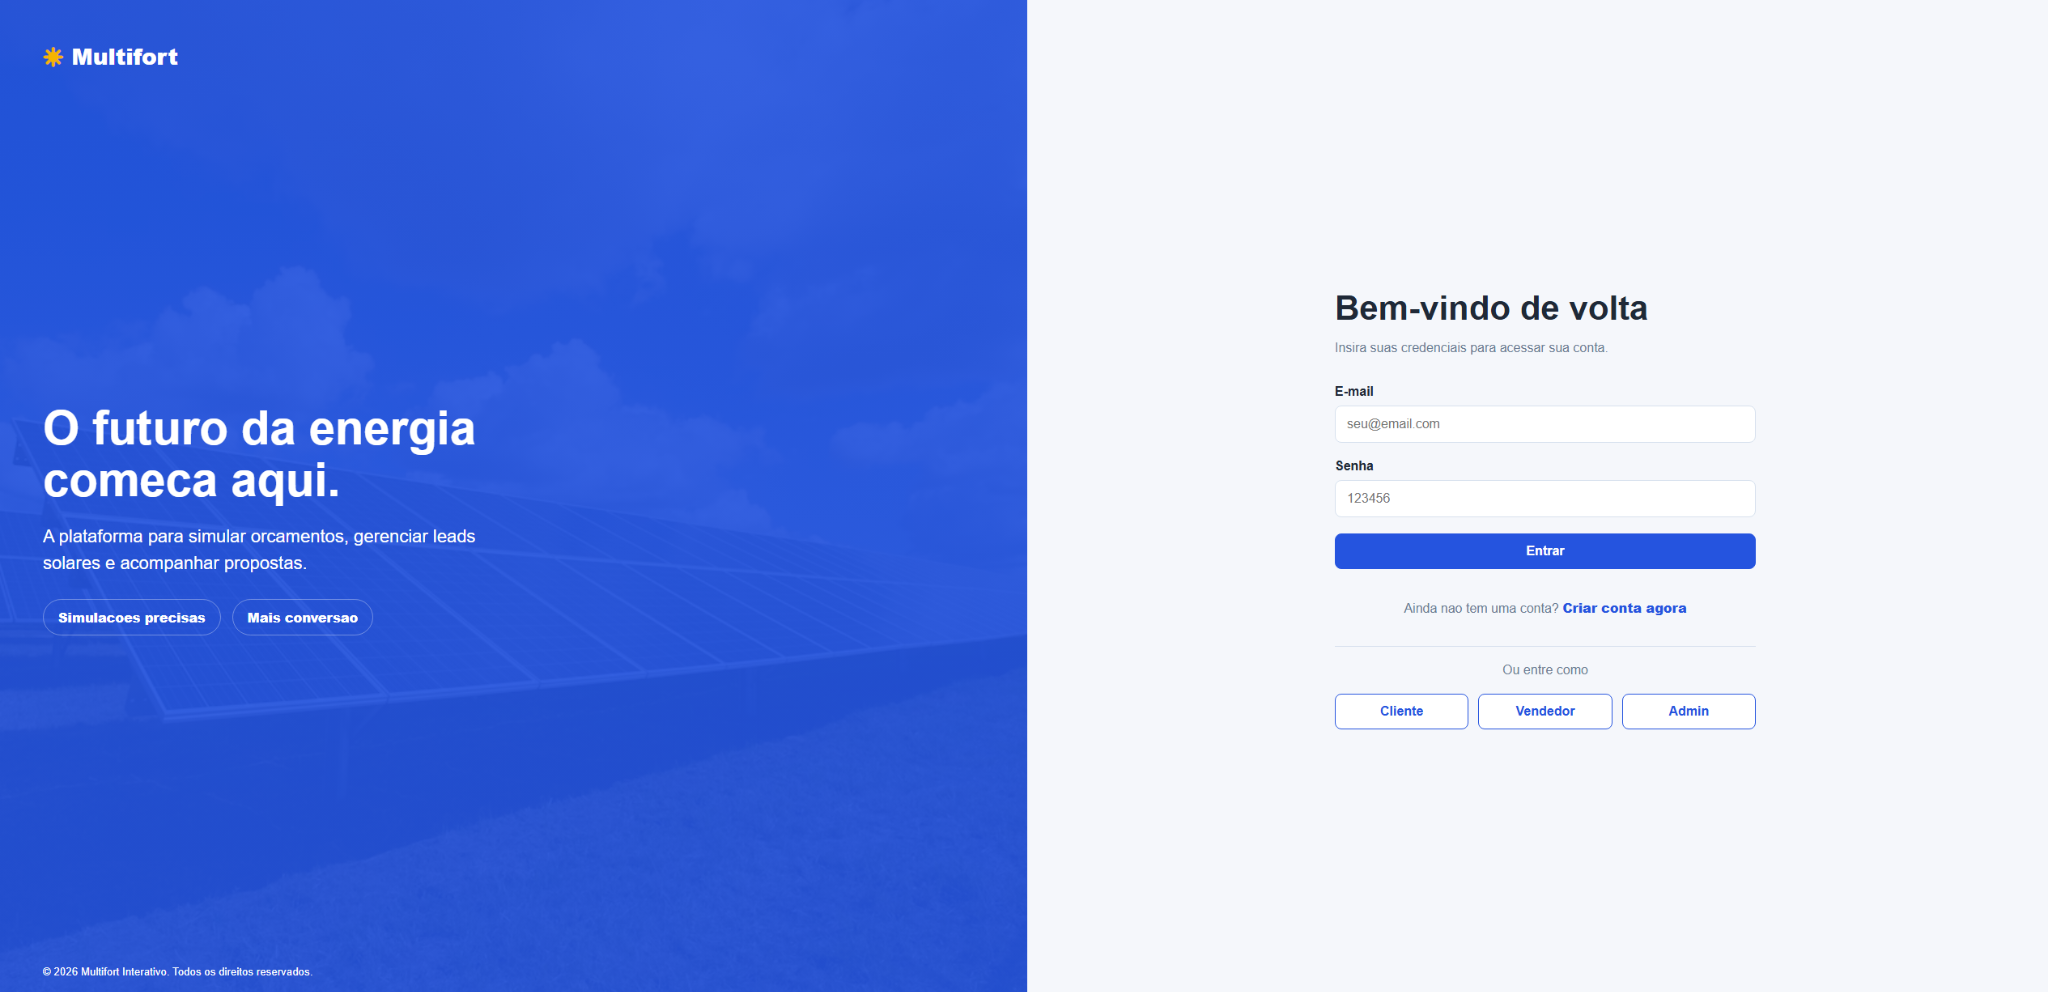 Multifort
O futuro da energia
comeca aqui.
A plataforma para simular orcamentos, gerenciar leads
solares e acompanhar propostas.
Simulacoes precisas
Mais conversao
© 2026 Multifort Interativo. Todos os direitos reservados.
Bem-vindo de volta
Insira suas credenciais para acessar sua conta.
E-mail
seu@email.com
Senha
123456
Entrar
Ainda nao tem uma conta? Criar conta agora
Ou entre como
Cliente
Vendedor
Admin